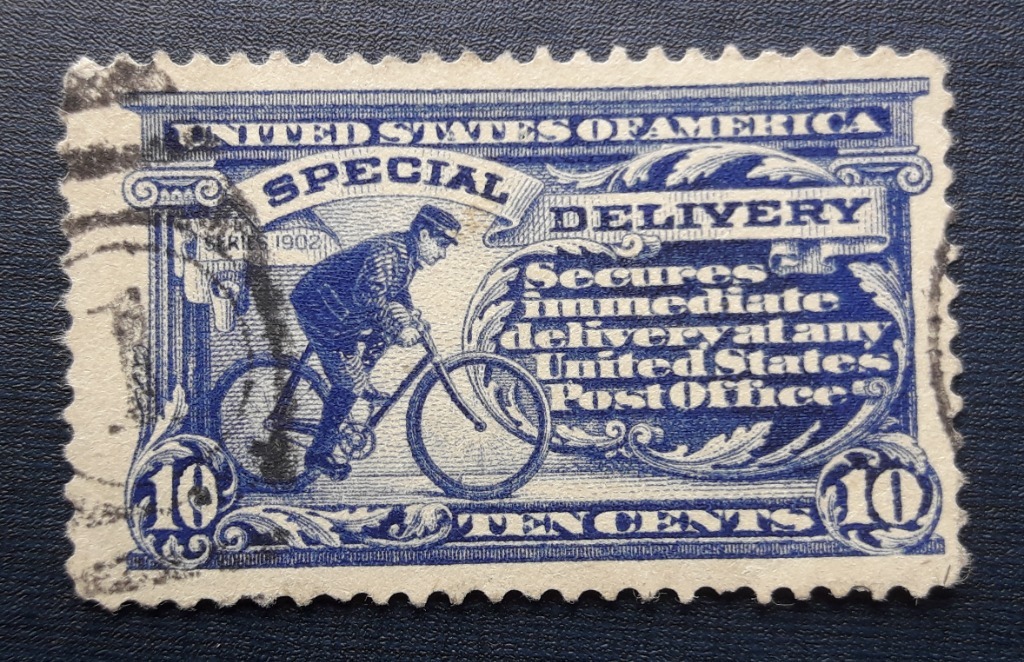 UNITED STATES OF AMERICA
SPECIAL
DELIVERY
SERIES 1902
Secures
immediate
delivery at any
United States
Post Office
10
TEN CENTS
10